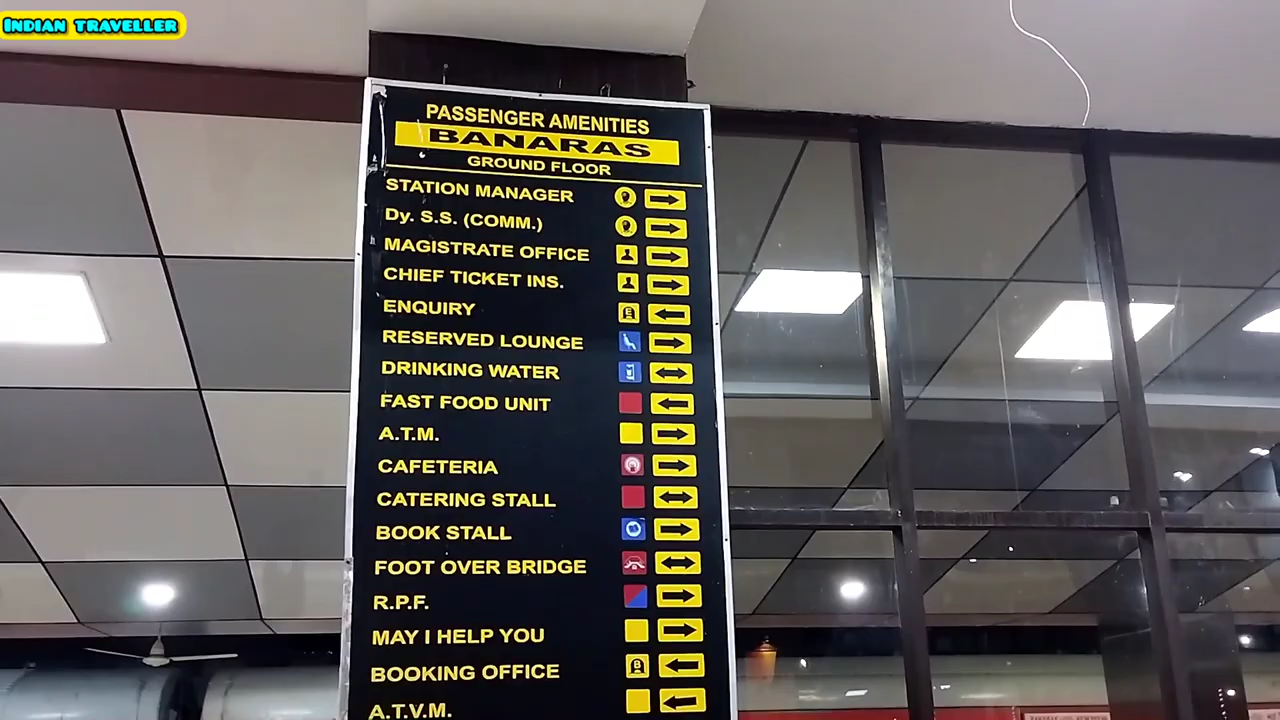 INDIAN TRAVELLER
PASSENGER AMENITIES
BANARAS
GROUND FLOOR
STATION MANAGER
Dy. S.S. (COMM.)
MAGISTRATE OFFICE
CHIEF TICKET INS.
ENQUIRY E
RESERVED LOUNGE
DRINKING WATER
FAST FOOD UNIT
A.T.M.
CAFETERIA
CATERING STALL
BOOK STALL
FOOT OVER BRIDGE
R.P.F.
MAY I HELP YOU
BOOKING OFFICE B
A.T.V.M.